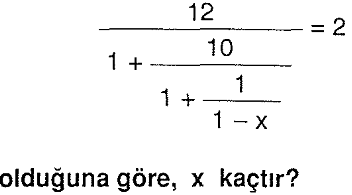 12
= 2
1 + 10
1 + 1
1 − x
olduğuna göre, x kaçtır?